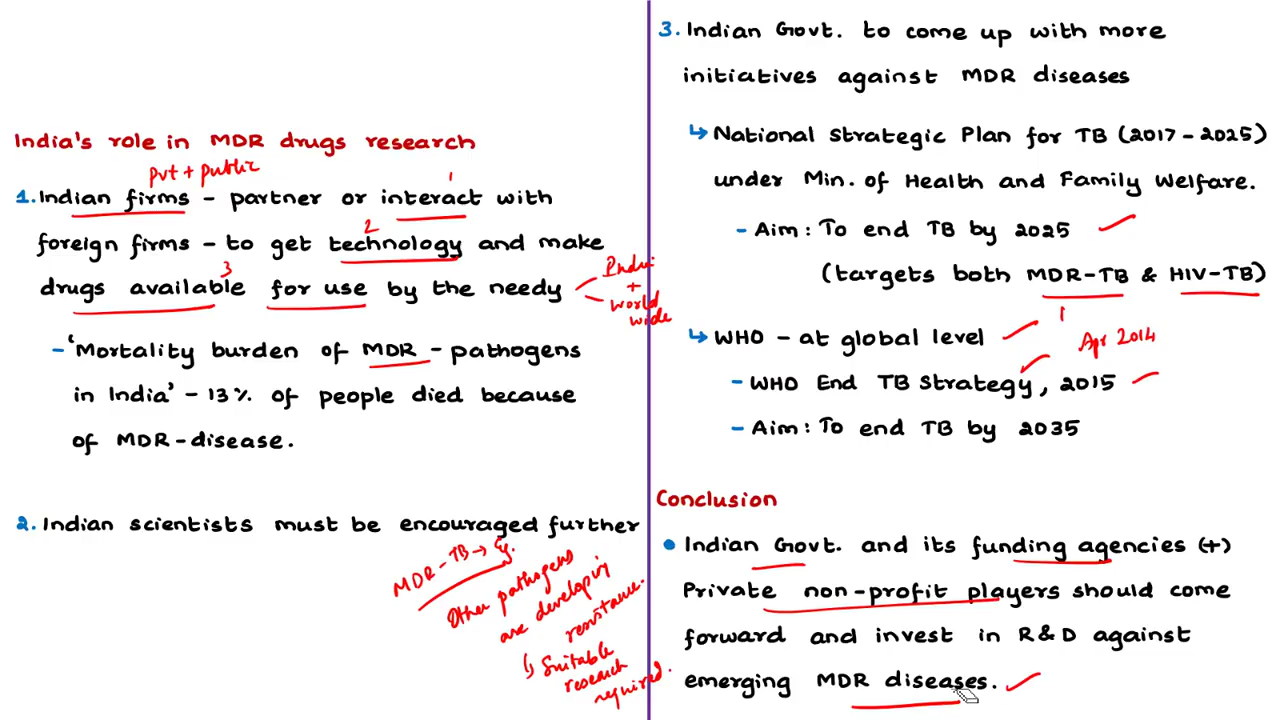 India's role in MDR drugs research
pvt + public
1. Indian firms - partner or interact with
1
foreign firms - to get technology and make
2
drugs available for use by the needy
3
India
+
world
wide
- 'Mortality burden of MDR - pathogens
in India' - 13% of people died because
of MDR-disease.
2. Indian scientists must be encouraged further
MDR-TB → Eg.
Other pathogens
are developing
resistance.
↳ Suitable
research
required.
3. Indian Govt. to come up with more
initiatives against MDR diseases
↳ National Strategic Plan for TB (2017-2025)
under Min. of Health and Family Welfare.
- Aim: To end TB by 2025
(targets both MDR-TB & HIV-TB)
↳ WHO - at global level
Apr 2014
- WHO End TB Strategy, 2015
- Aim: To end TB by 2035
Conclusion
• Indian Govt. and its funding agencies (+)
Private non-profit players should come
forward and invest in R&D against
emerging MDR diseases.